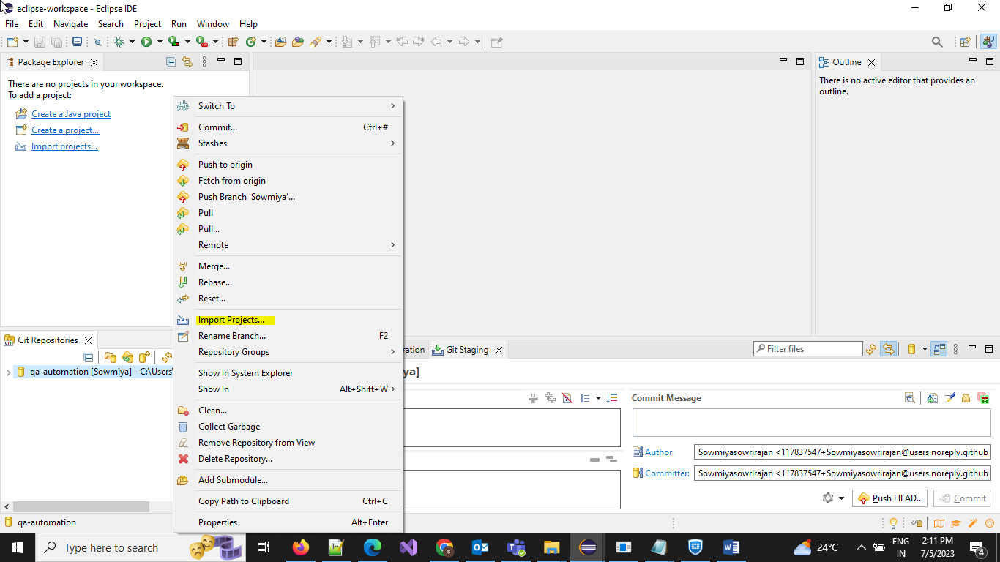 eclipse-workspace - Eclipse IDE
File Edit Navigate Search Project Run Window Help
Package Explorer
There are no projects in your workspace.
To add a project:
Create a Java project
Create a project...
Import projects...
Outline
There is no active editor that provides an
outline.
Switch To
Commit... Ctrl+#
Stashes
Push to origin
Fetch from origin
Push Branch 'Sowmiya'...
Pull
Pull...
Remote
Merge...
Rebase...
Reset...
Import Projects...
Rename Branch... F2
Repository Groups
Show In System Explorer
Show In Alt+Shift+W
Clean...
Collect Garbage
Remove Repository from View
Delete Repository...
Add Submodule...
Copy Path to Clipboard Ctrl+C
Properties Alt+Enter
Git Repositories
GIT
qa-automation [Sowmiya] - C:\Users\
ration
Git Staging
Filter files
ya]
Commit Message
Author: Sowmiyasowrirajan <117837547+Sowmiyasowrirajan@users.noreply.github
Committer: Sowmiyasowrirajan <117837547+Sowmiyasowrirajan@users.noreply.github
Push HEAD... Commit
qa-automation
Type here to search
24°C
ENG
IN
2:11 PM
7/5/2023
4